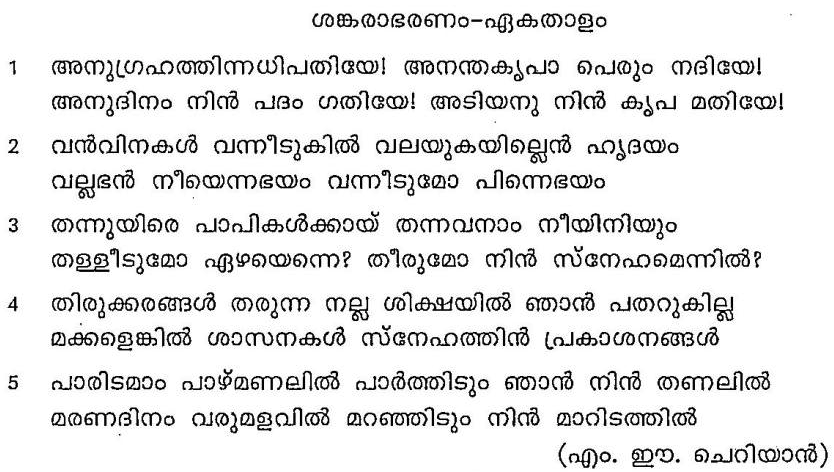 ശങ്കരാഭരണം-ഏകതാളം
1 അനുഗ്രഹത്തിന്നധിപതിയേ! അനന്തകൃപാ പെരും നദിയേ!
അനുദിനം നിൻ പദം ഗതിയേ! അടിയനു നിൻ കൃപ മതിയേ!
2 വൻവിനകൾ വന്നീടുകിൽ വലയുകയില്ലെൻ ഹൃദയം
വല്ലഭൻ നീയെന്നഭയം വന്നീടുമോ പിന്നെഭയം
3 തന്നുയിരെ പാപികൾക്കായ് തന്നവനാം നീയിനിയും
തള്ളീടുമോ ഏഴയെന്നെ? തീരുമോ നിൻ സ്നേഹമെന്നിൽ?
4 തിരുക്കരങ്ങൾ തരുന്ന നല്ല ശിക്ഷയിൽ ഞാൻ പതറുകില്ല
മക്കളെങ്കിൽ ശാസനകൾ സ്നേഹത്തിൻ പ്രകാശനങ്ങൾ
5 പാരിടമാം പാഴ്മണലിൽ പാർത്തിടും ഞാൻ നിൻ തണലിൽ
മരണദിനം വരുമളവിൽ മറഞ്ഞിടും നിൻ മാറിടത്തിൽ
(എം. ഈ. ചെറിയാൻ)